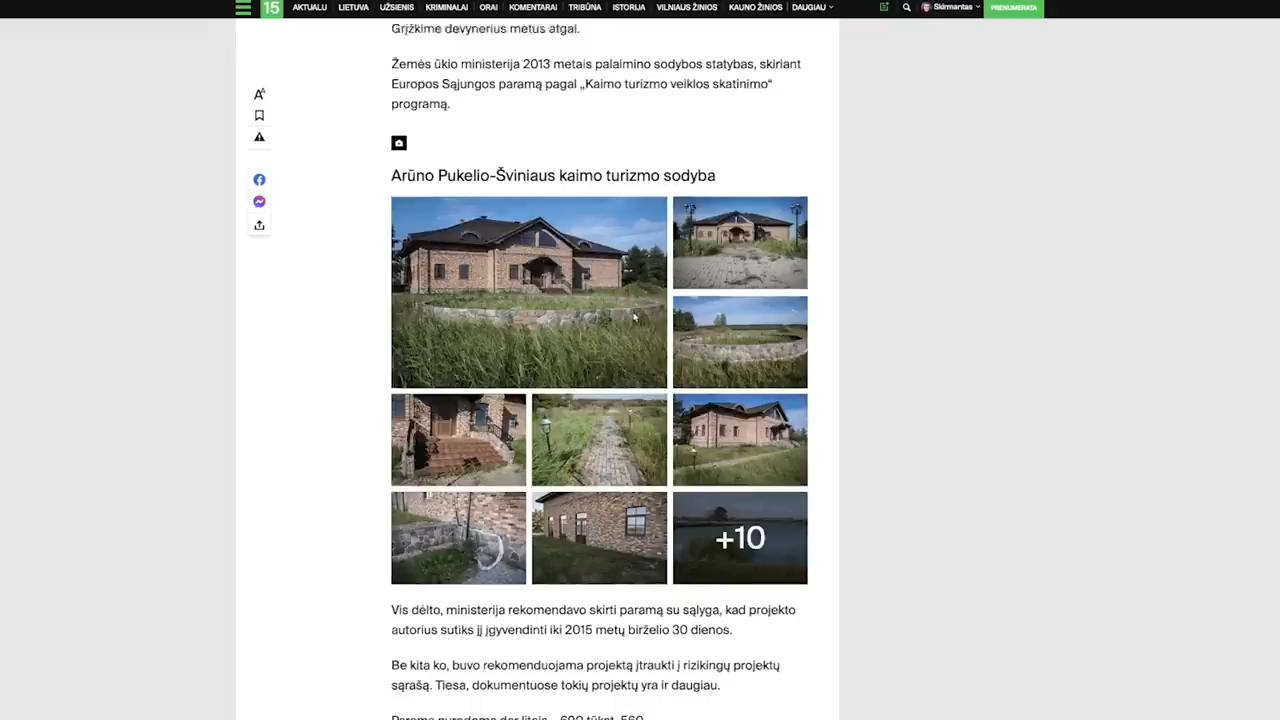 15 AKTUALU LIETUVA UŽSIENIS KRIMINALAI ORAI KOMENTARAI TRIBŪNA ISTORIJA VILNIAUS ŽINIOS KAUNO ŽINIOS DAUGIAU Skirmantas PRENUMERATA
Grįžkime devynerius metus atgal.
Žemės ūkio ministerija 2013 metais palaimino sodybos statybas, skiriant
Europos Sąjungos paramą pagal „Kaimo turizmo veiklos skatinimo“
programą.
Arūno Pukelio-Šviniaus kaimo turizmo sodyba
+10
Vis dėlto, ministerija rekomendavo skirti paramą su sąlyga, kad projekto
autorius sutiks jį įgyvendinti iki 2015 metų birželio 30 dienos.
Be kita ko, buvo rekomenduojama projektą įtraukti į rizikingų projektų
sąrašą. Tiesa, dokumentuose tokių projektų yra ir daugiau.